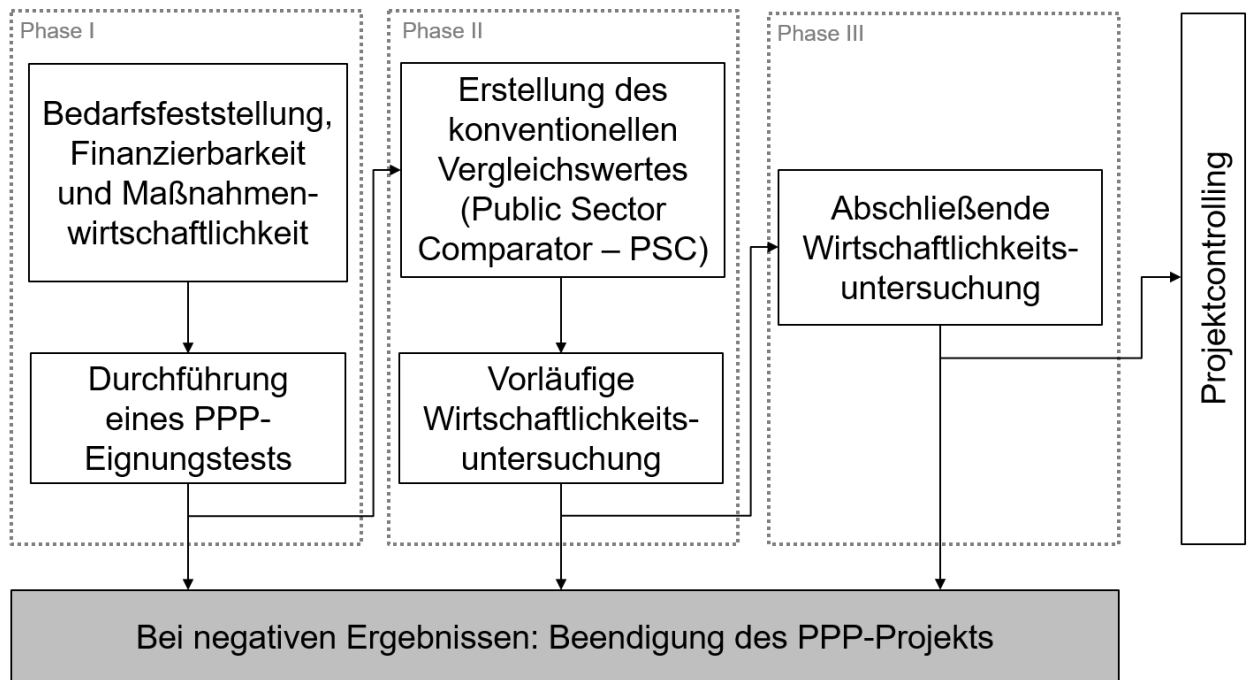 Phase I
Bedarfsfeststellung,
Finanzierbarkeit
und Maßnahmen-
wirtschaftlichkeit
Durchführung
eines PPP-
Eignungstests
Phase II
Erstellung des
konventionellen
Vergleichswertes
(Public Sector
Comparator – PSC)
Vorläufige
Wirtschaftlichkeits-
untersuchung
Phase III
Abschließende
Wirtschaftlichkeits-
untersuchung
Projektcontrolling
Bei negativen Ergebnissen: Beendigung des PPP-Projekts